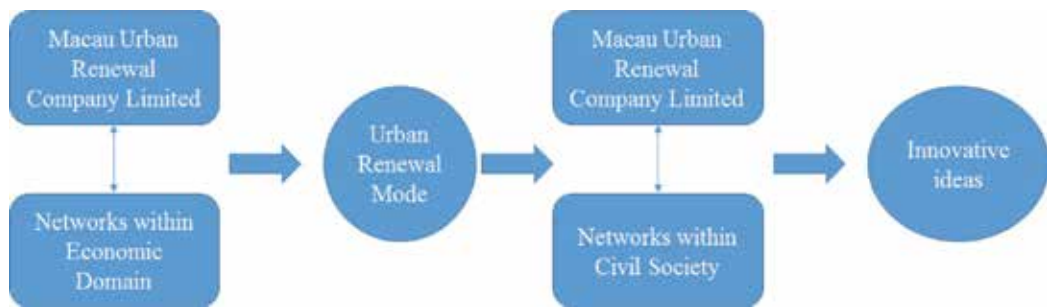 Macau Urban
Renewal
Company Limited
Networks within
Economic
Domain
Urban
Renewal
Mode
Macau Urban
Renewal
Company Limited
Networks within
Civil Society
Innovative
ideas